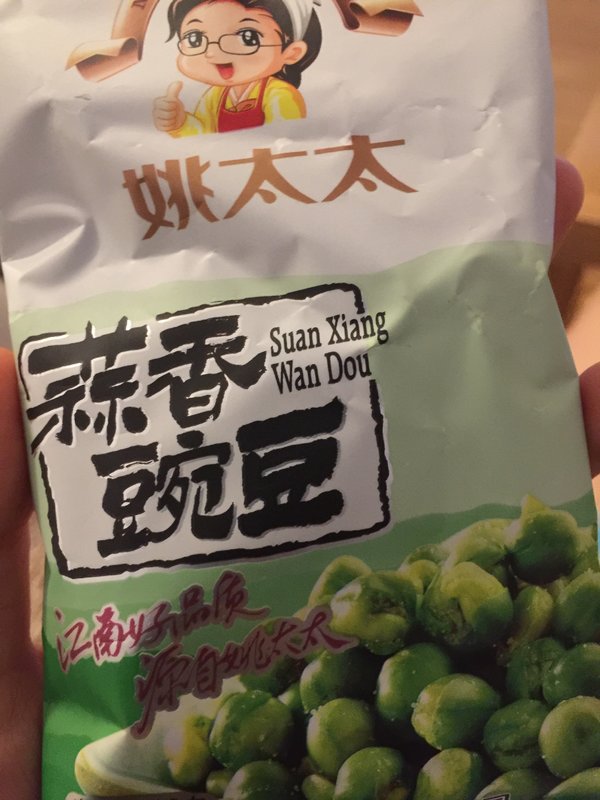 姚太太
蒜香
Suan Xiang
Wan Dou
豌豆
江南好品质
源自姚太太